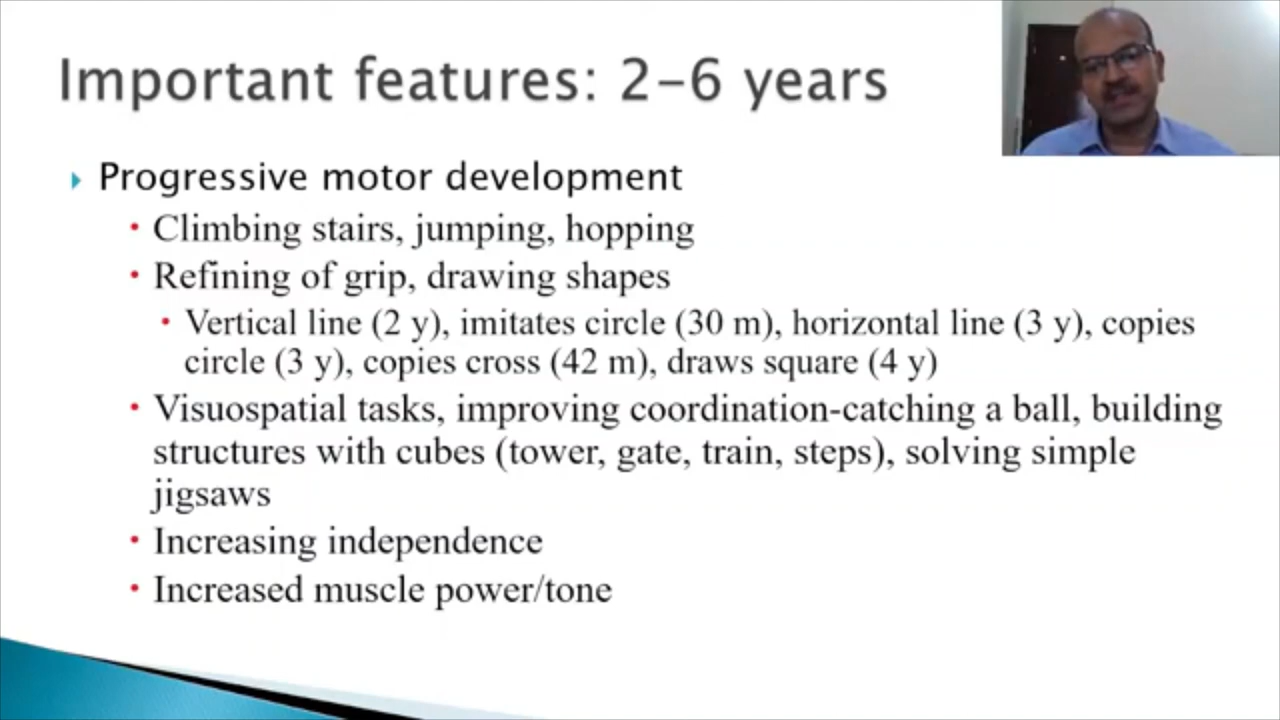 Important features: 2-6 years
Progressive motor development
Climbing stairs, jumping, hopping
Refining of grip, drawing shapes
Vertical line (2 y), imitates circle (30 m), horizontal line (3 y), copies
circle (3 y), copies cross (42 m), draws square (4 y)
Visuospatial tasks, improving coordination-catching a ball, building
structures with cubes (tower, gate, train, steps), solving simple
jigsaws
Increasing independence
Increased muscle power/tone